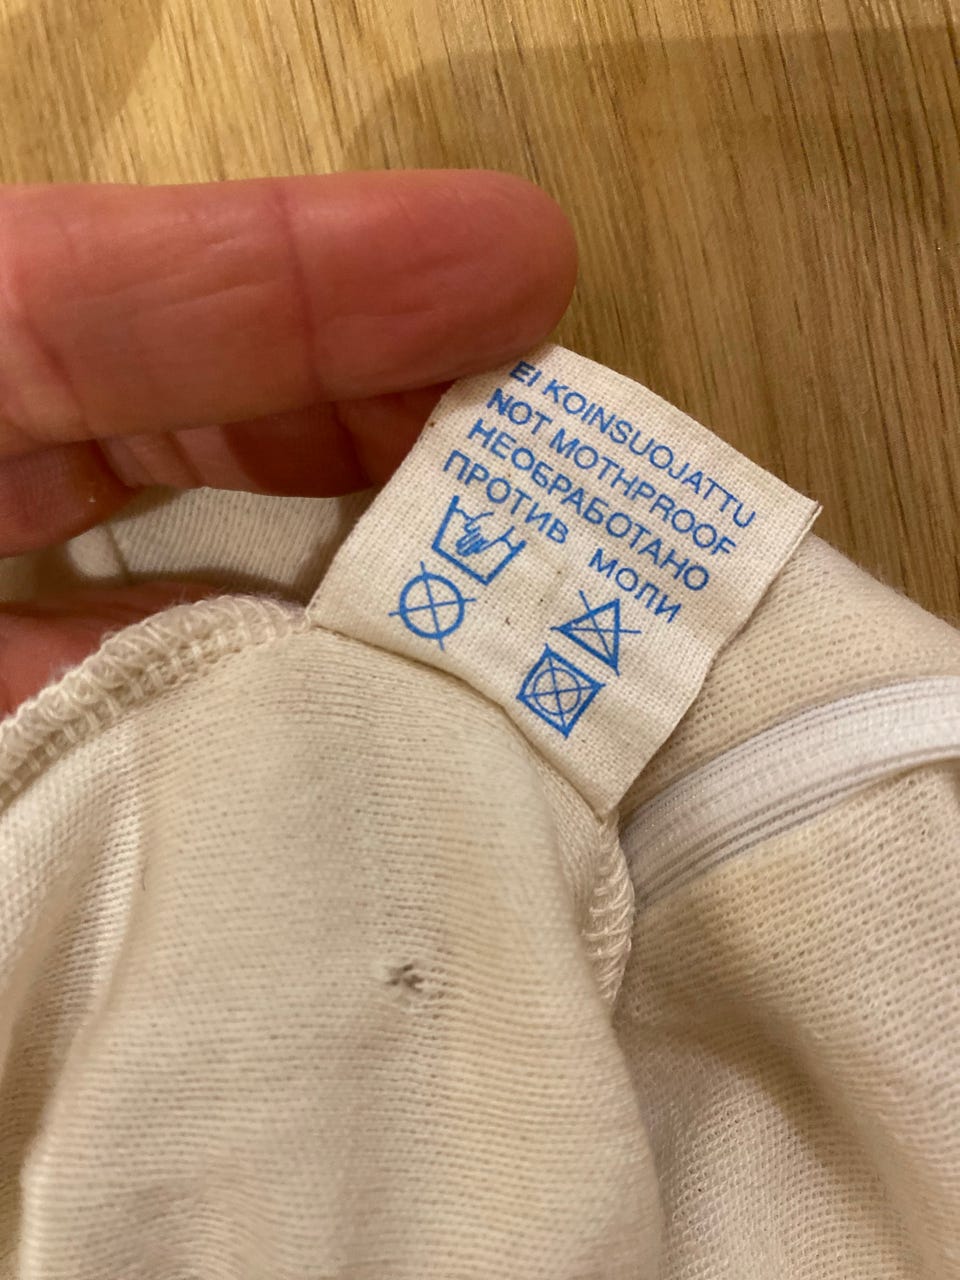 EI KOINSUOJATTU
NOT MOTHPROOF
НЕОБРАБОТАНО
ПРОТИВ МОЛИ